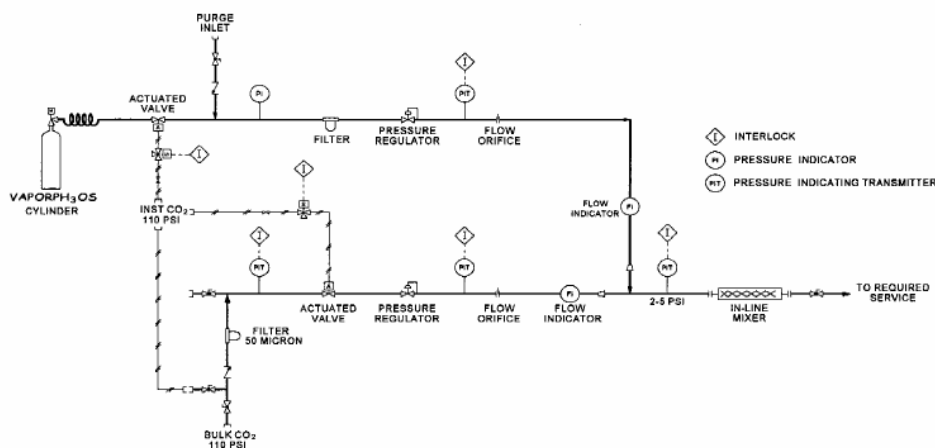 PURGE
INLET
ACTUATED
VALVE
PI
I
PIT
FILTER
PRESSURE
REGULATOR
FLOW
ORIFICE
I
INTERLOCK
PI
PRESSURE INDICATOR
PIT
PRESSURE INDICATING TRANSMITTER
VAPORPH3OS
CYLINDER
I
I
INST CO2
110 PSI
FLOW
INDICATOR
FI
I
PIT
ACTUATED
VALVE
PRESSURE
REGULATOR
I
PIT
FLOW
ORIFICE
FI
FLOW
INDICATOR
I
PIT
2-5 PSI
IN-LINE
MIXER
TO REQUIRED
SERVICE
FILTER
50 MICRON
BULK CO2
110 PSI